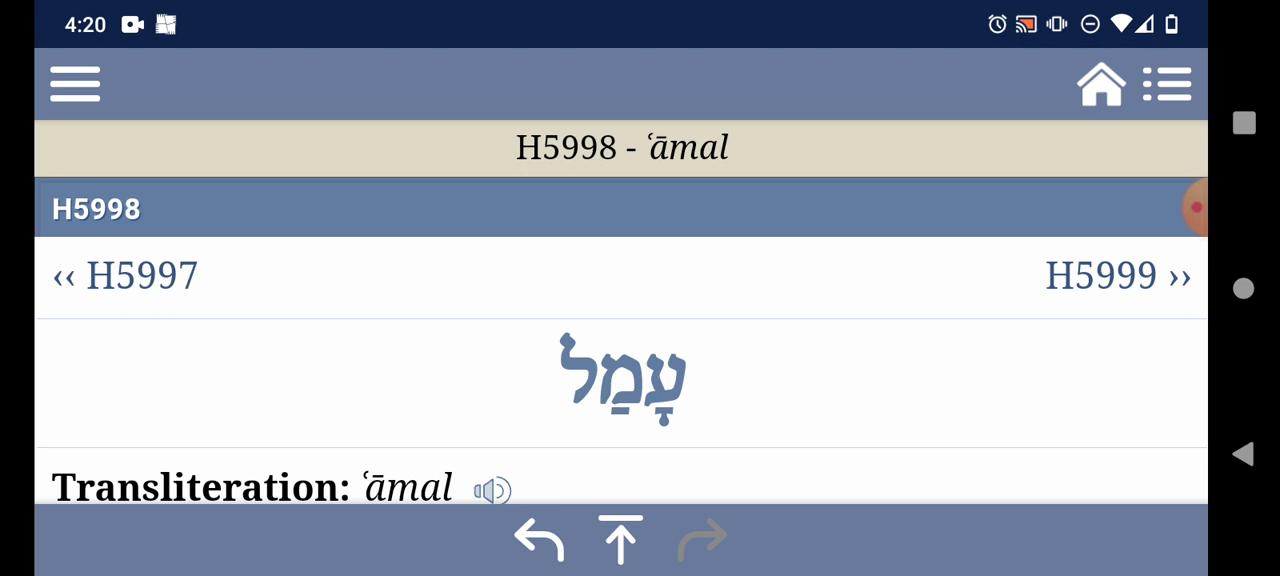 4:20
H5998 - ʿāmal
H5998
‹‹ H5997
H5999 ››
עָמַל
Transliteration: ʿāmal